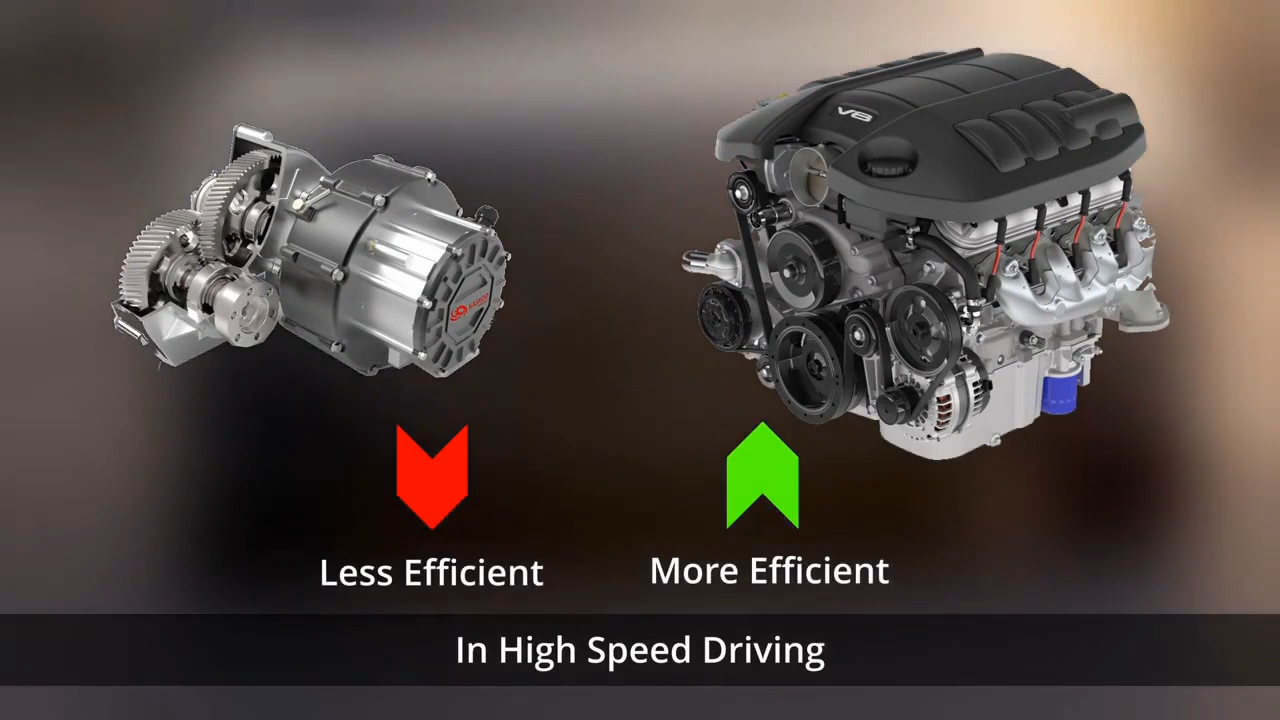 V8
Less Efficient
More Efficient
In High Speed Driving